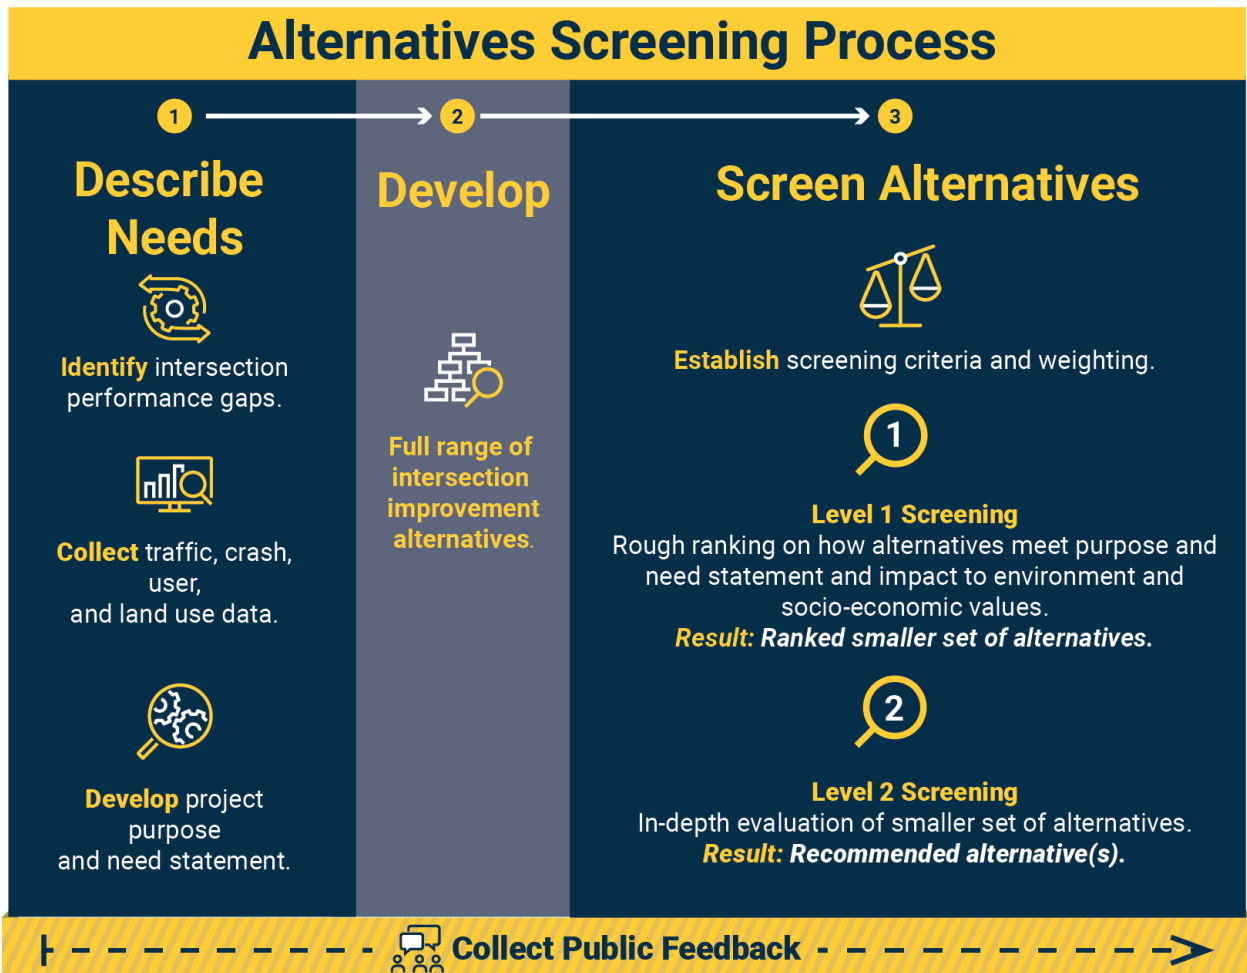 Alternatives Screening Process
1
2
3
Describe
Needs
Identify intersection
performance gaps.
Collect traffic, crash,
user,
and land use data.
Develop project
purpose
and need statement.
Develop
Full range of
intersection
improvement
alternatives.
Screen Alternatives
Establish screening criteria and weighting.
1
Level 1 Screening
Rough ranking on how alternatives meet purpose and
need statement and impact to environment and
socio-economic values.
Result: Ranked smaller set of alternatives.
2
Level 2 Screening
In-depth evaluation of smaller set of alternatives.
Result: Recommended alternative(s).
Collect Public Feedback